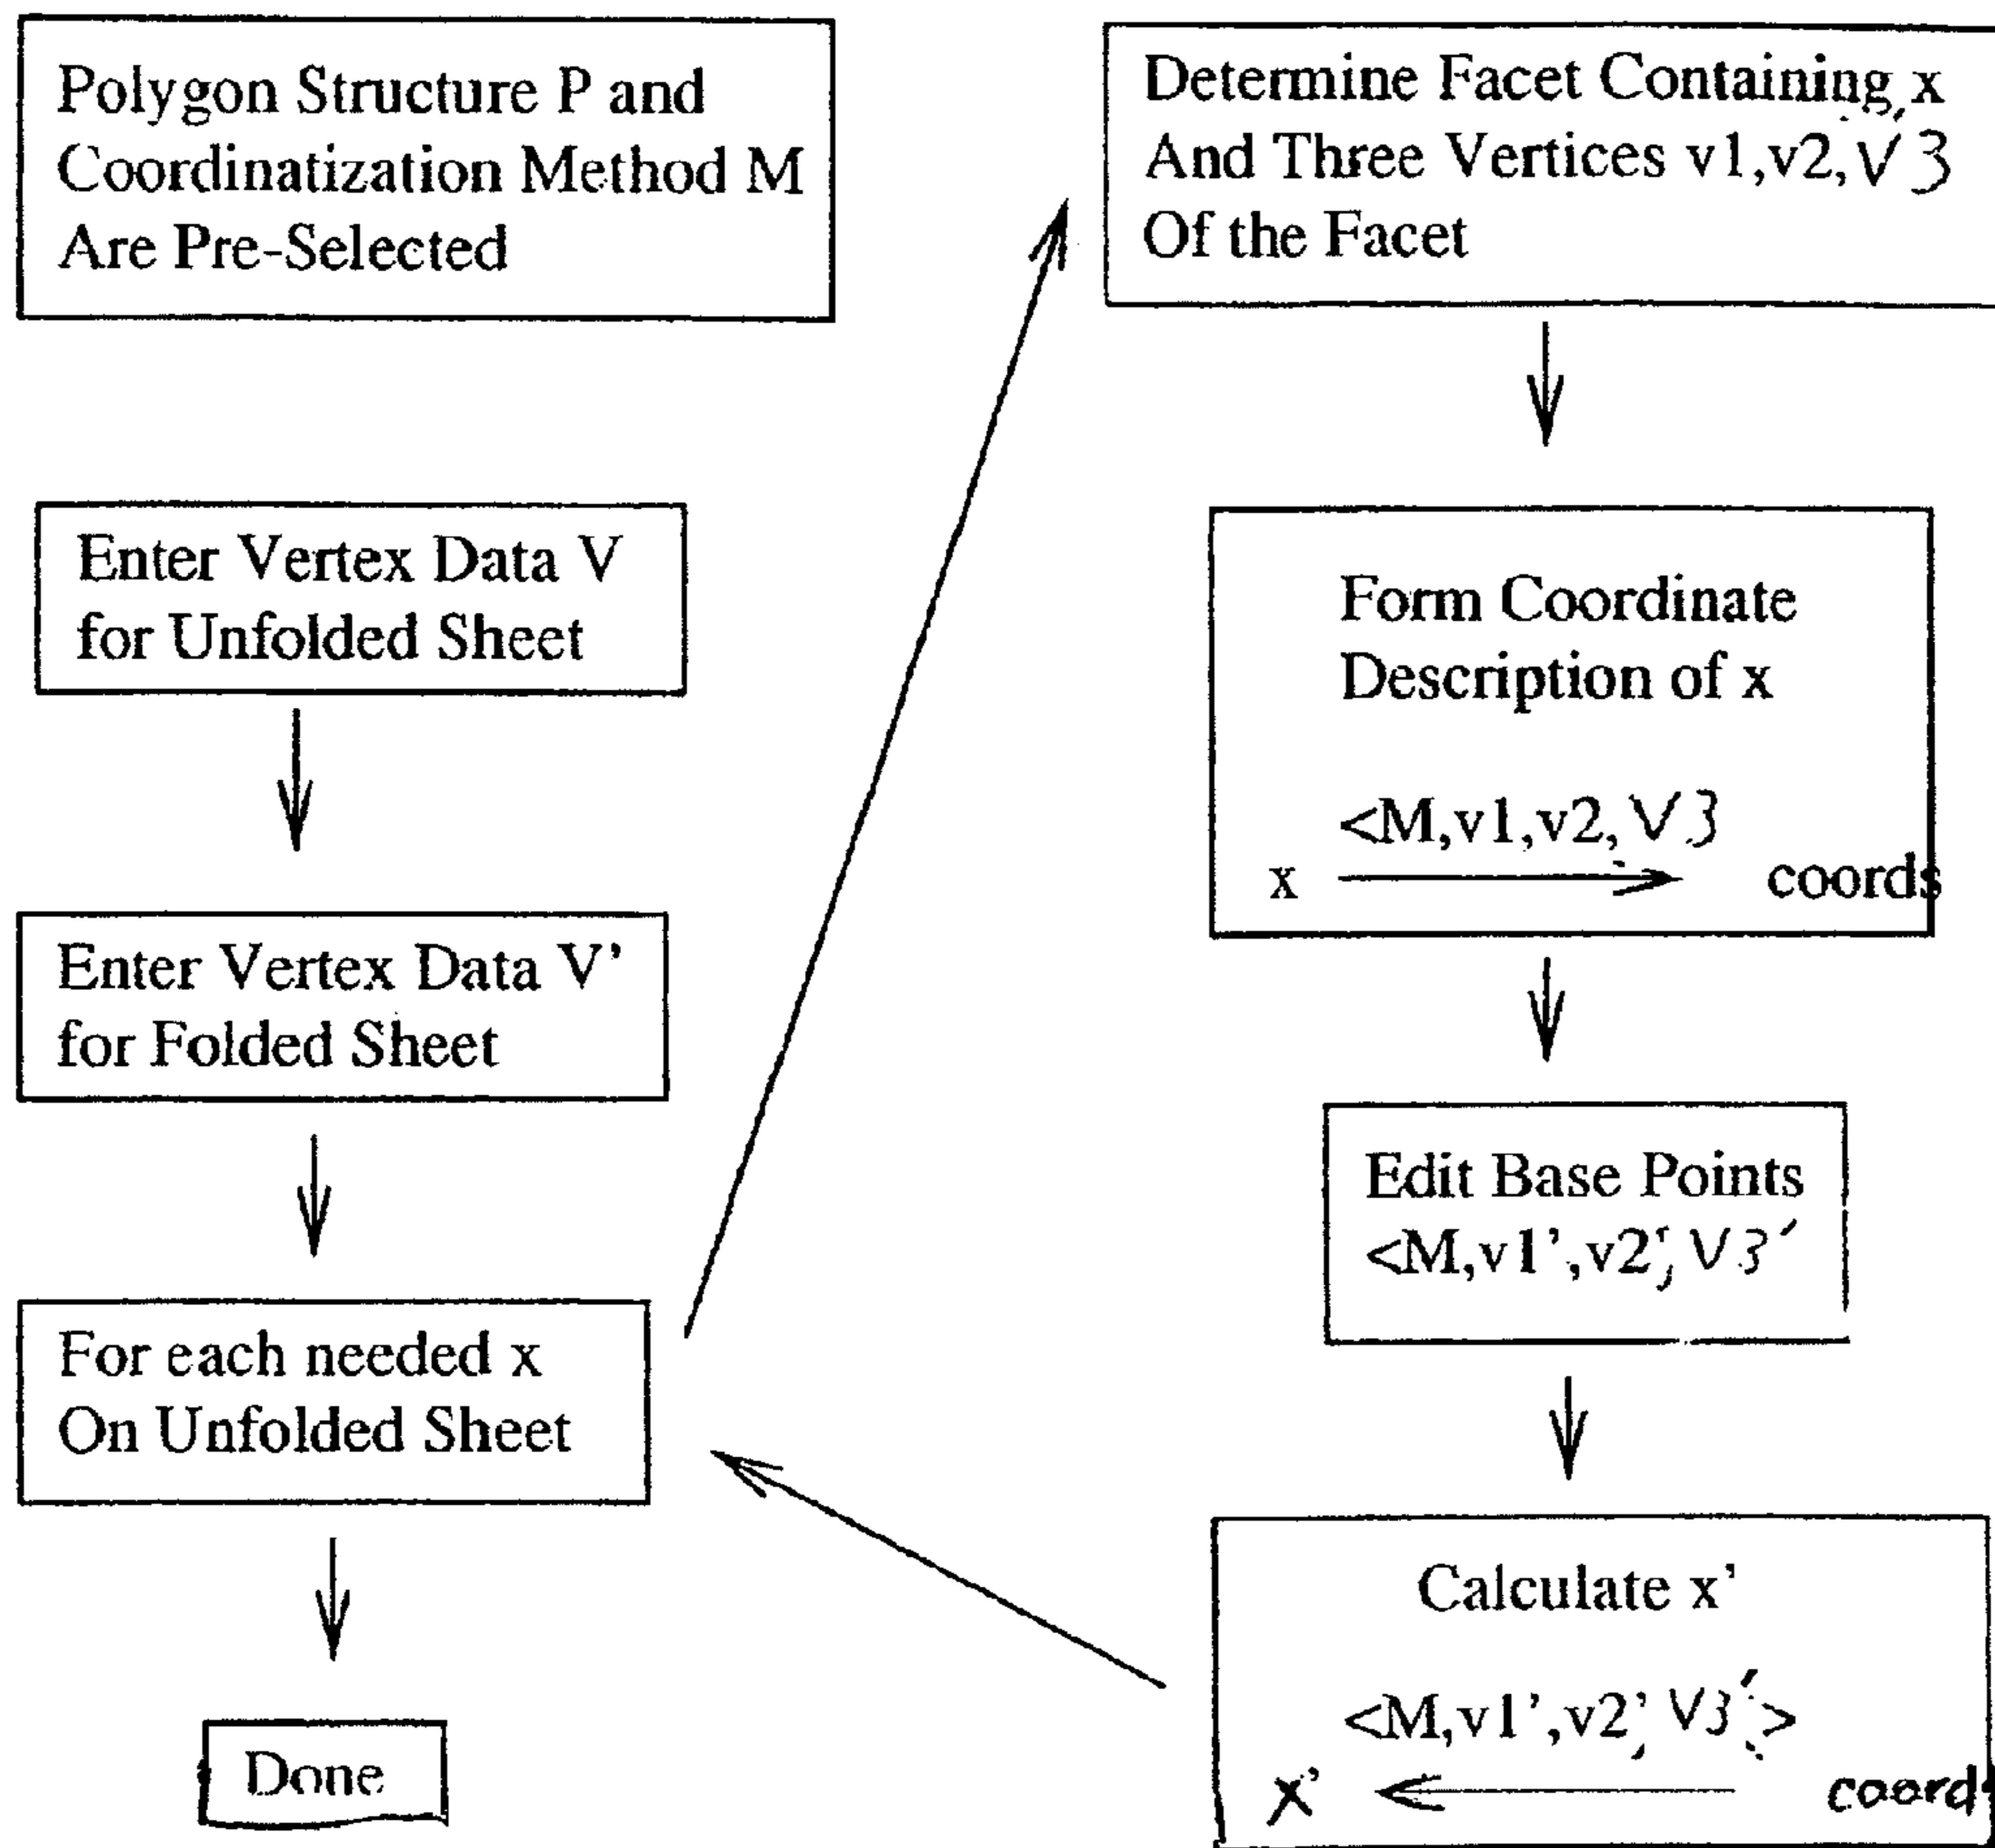 Polygon Structure P and
Coordinatization Method M
Are Pre-Selected
Enter Vertex Data V
for Unfolded Sheet
Enter Vertex Data V'
for Folded Sheet
For each needed x
On Unfolded Sheet
Done
Determine Facet Containing x
And Three Vertices v1,v2, V3
Of the Facet
Form Coordinate
Description of x
<M,v1,v2, V3
x coords
Edit Base Points
<M,v1',v2', V3'
Calculate x'
<M,v1',v2', V3'>
x' coords